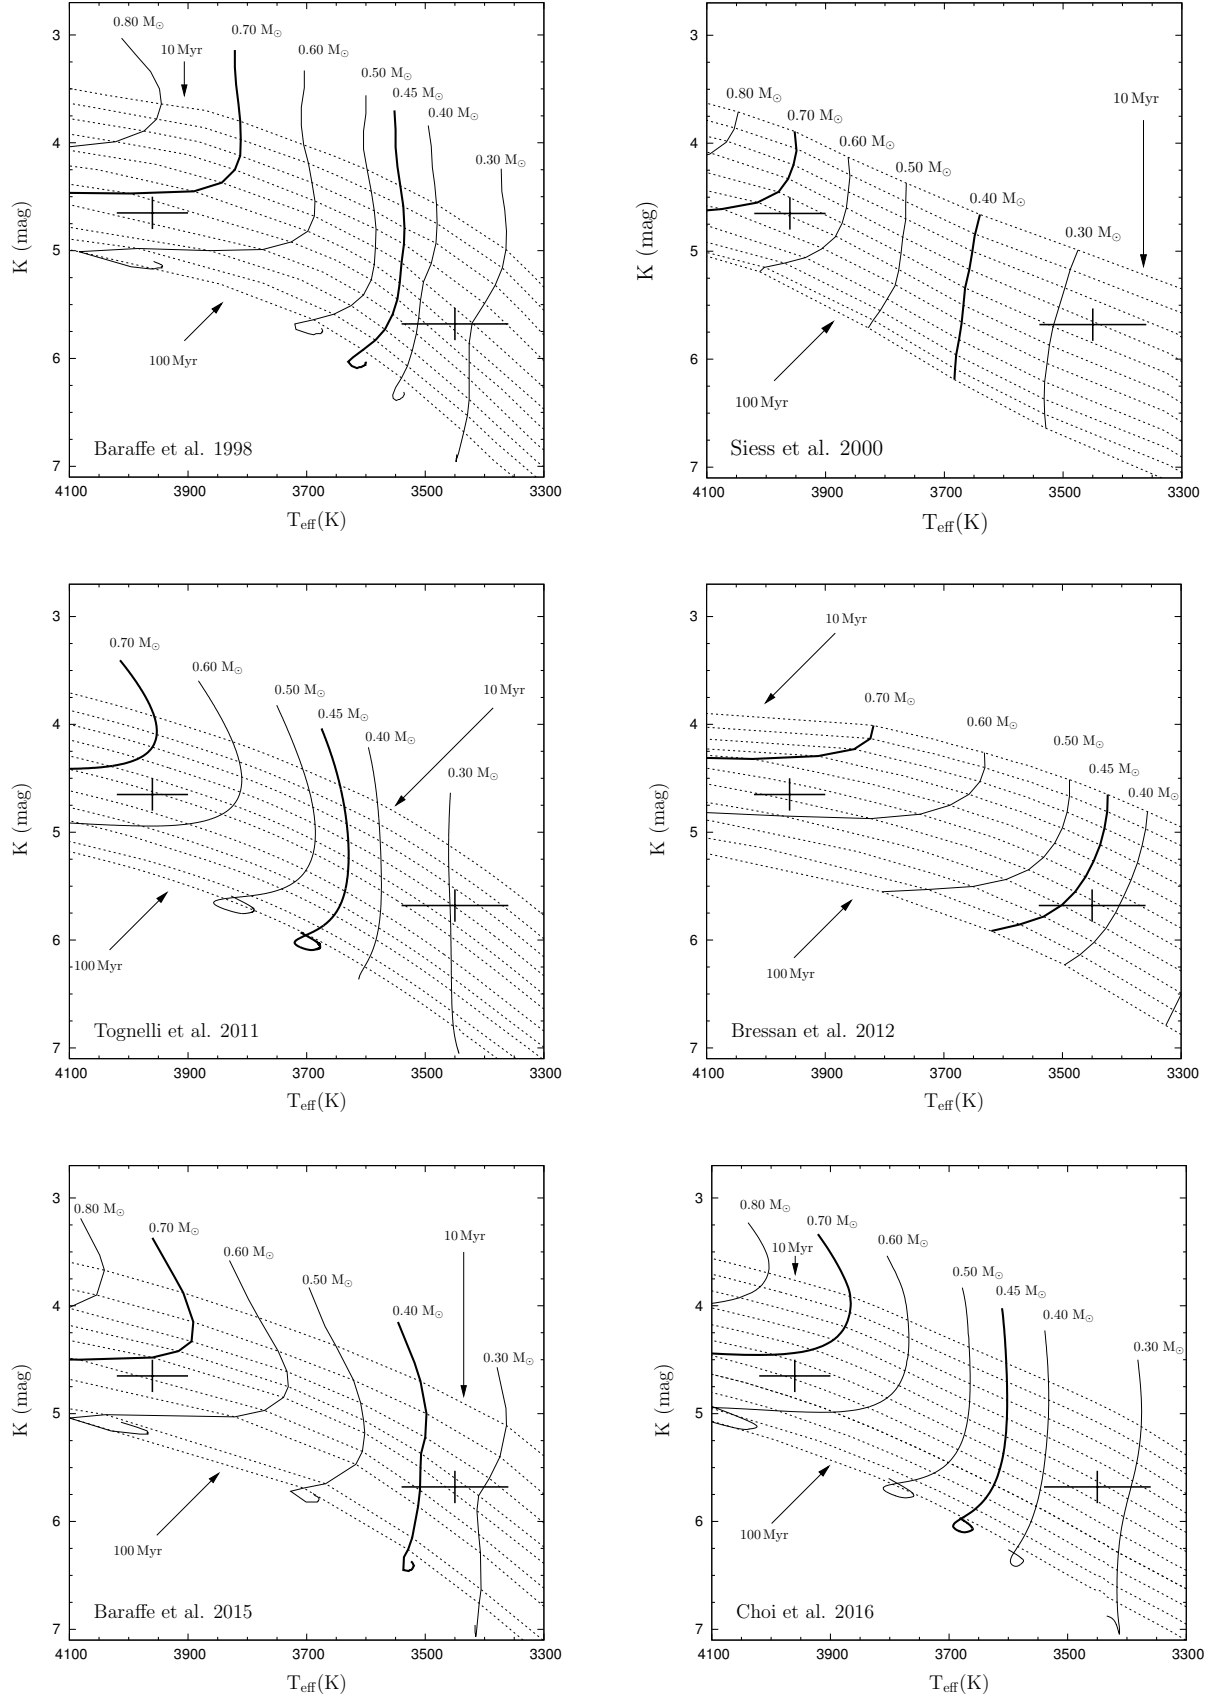 3
4
5
6
7
K (mag)
0.80 M☉
10 Myr
0.70 M☉
0.60 M☉
0.50 M☉
0.45 M☉
0.40 M☉
0.30 M☉
100 Myr
Baraffe et al. 1998
4100 3900 3700 3500 3300
Teff(K)
3
4
5
6
7
K (mag)
0.80 M☉
0.70 M☉
0.60 M☉
0.50 M☉
0.40 M☉
0.30 M☉
10 Myr
100 Myr
Siess et al. 2000
4100 3900 3700 3500 3300
Teff(K)
3
4
5
6
7
K (mag)
0.70 M☉
0.60 M☉
0.50 M☉
0.45 M☉
0.40 M☉
0.30 M☉
10 Myr
100 Myr
Tognelli et al. 2011
4100 3900 3700 3500 3300
Teff(K)
3
4
5
6
7
K (mag)
10 Myr
0.70 M☉
0.60 M☉
0.50 M☉
0.45 M☉
0.40 M☉
100 Myr
Bressan et al. 2012
4100 3900 3700 3500 3300
Teff(K)
3
4
5
6
7
K (mag)
0.80 M☉
0.70 M☉
0.60 M☉
0.50 M☉
0.40 M☉
10 Myr
0.30 M☉
100 Myr
Baraffe et al. 2015
4100 3900 3700 3500 3300
Teff(K)
3
4
5
6
7
K (mag)
0.80 M☉
0.70 M☉
10 Myr
0.60 M☉
0.50 M☉
0.45 M☉
0.40 M☉
0.30 M☉
100 Myr
Choi et al. 2016
4100 3900 3700 3500 3300
Teff(K)